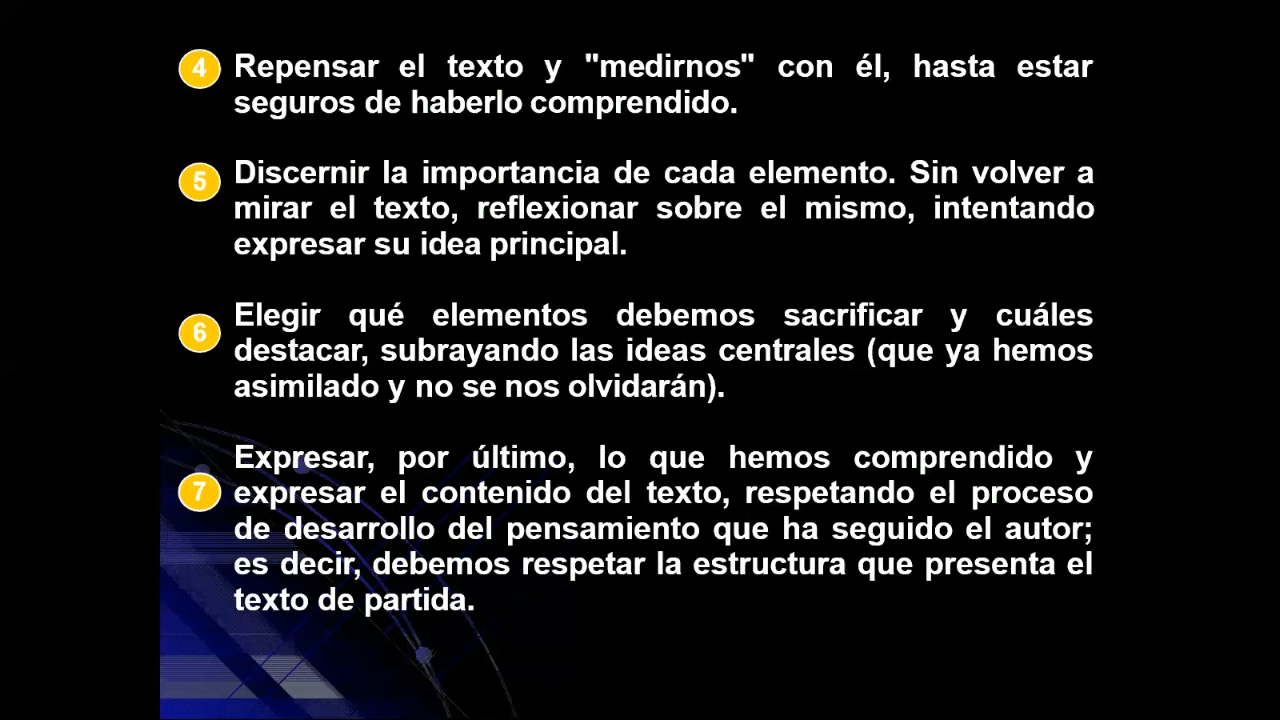 4 Repensar el texto y "medirnos" con él, hasta estar
seguros de haberlo comprendido.
5 Discernir la importancia de cada elemento. Sin volver a
mirar el texto, reflexionar sobre el mismo, intentando
expresar su idea principal.
6 Elegir qué elementos debemos sacrificar y cuáles
destacar, subrayando las ideas centrales (que ya hemos
asimilado y no se nos olvidarán).
7 Expresar, por último, lo que hemos comprendido y
expresar el contenido del texto, respetando el proceso
de desarrollo del pensamiento que ha seguido el autor;
es decir, debemos respetar la estructura que presenta el
texto de partida.